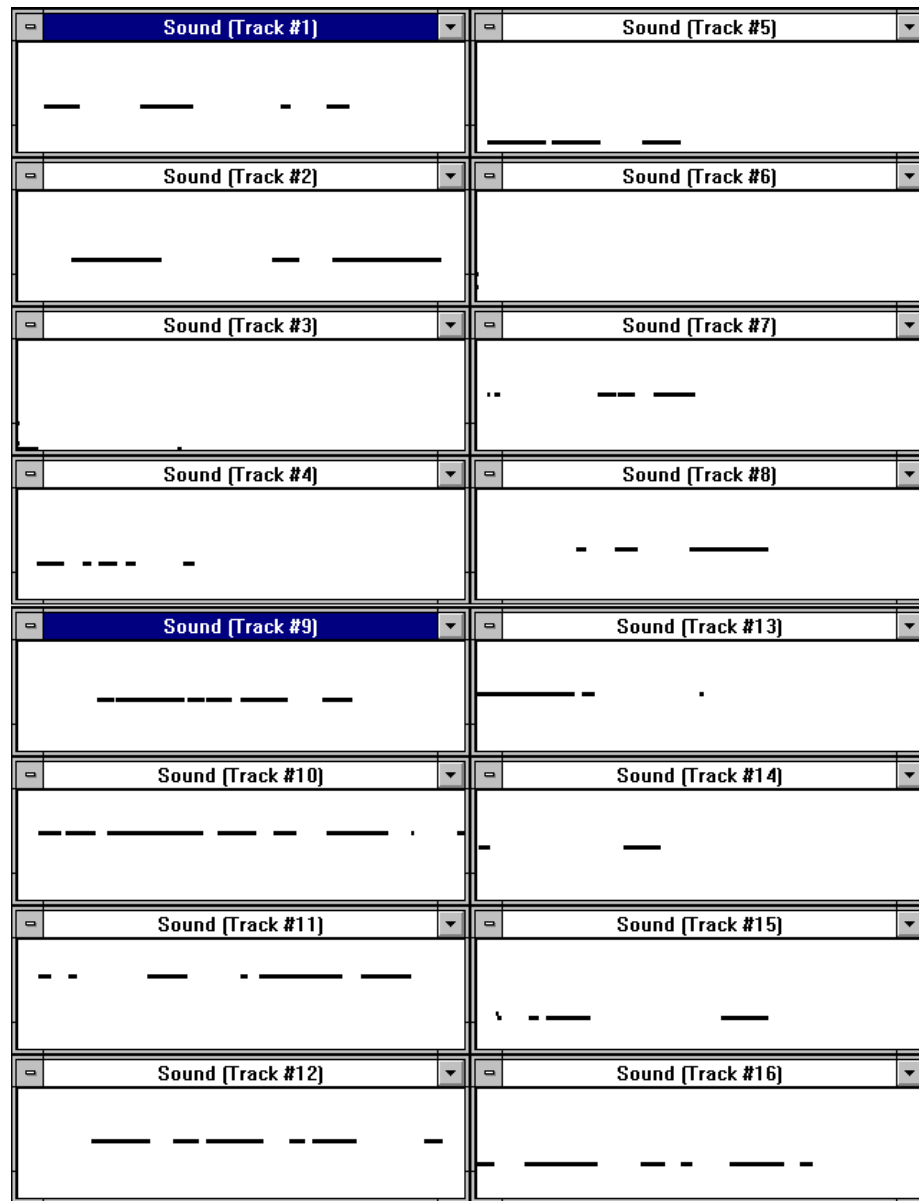 Sound (Track #1)
Sound (Track #5)
Sound (Track #2)
Sound (Track #6)
Sound (Track #3)
Sound (Track #7)
Sound (Track #4)
Sound (Track #8)
Sound (Track #9)
Sound (Track #13)
Sound (Track #10)
Sound (Track #14)
Sound (Track #11)
Sound (Track #15)
Sound (Track #12)
Sound (Track #16)